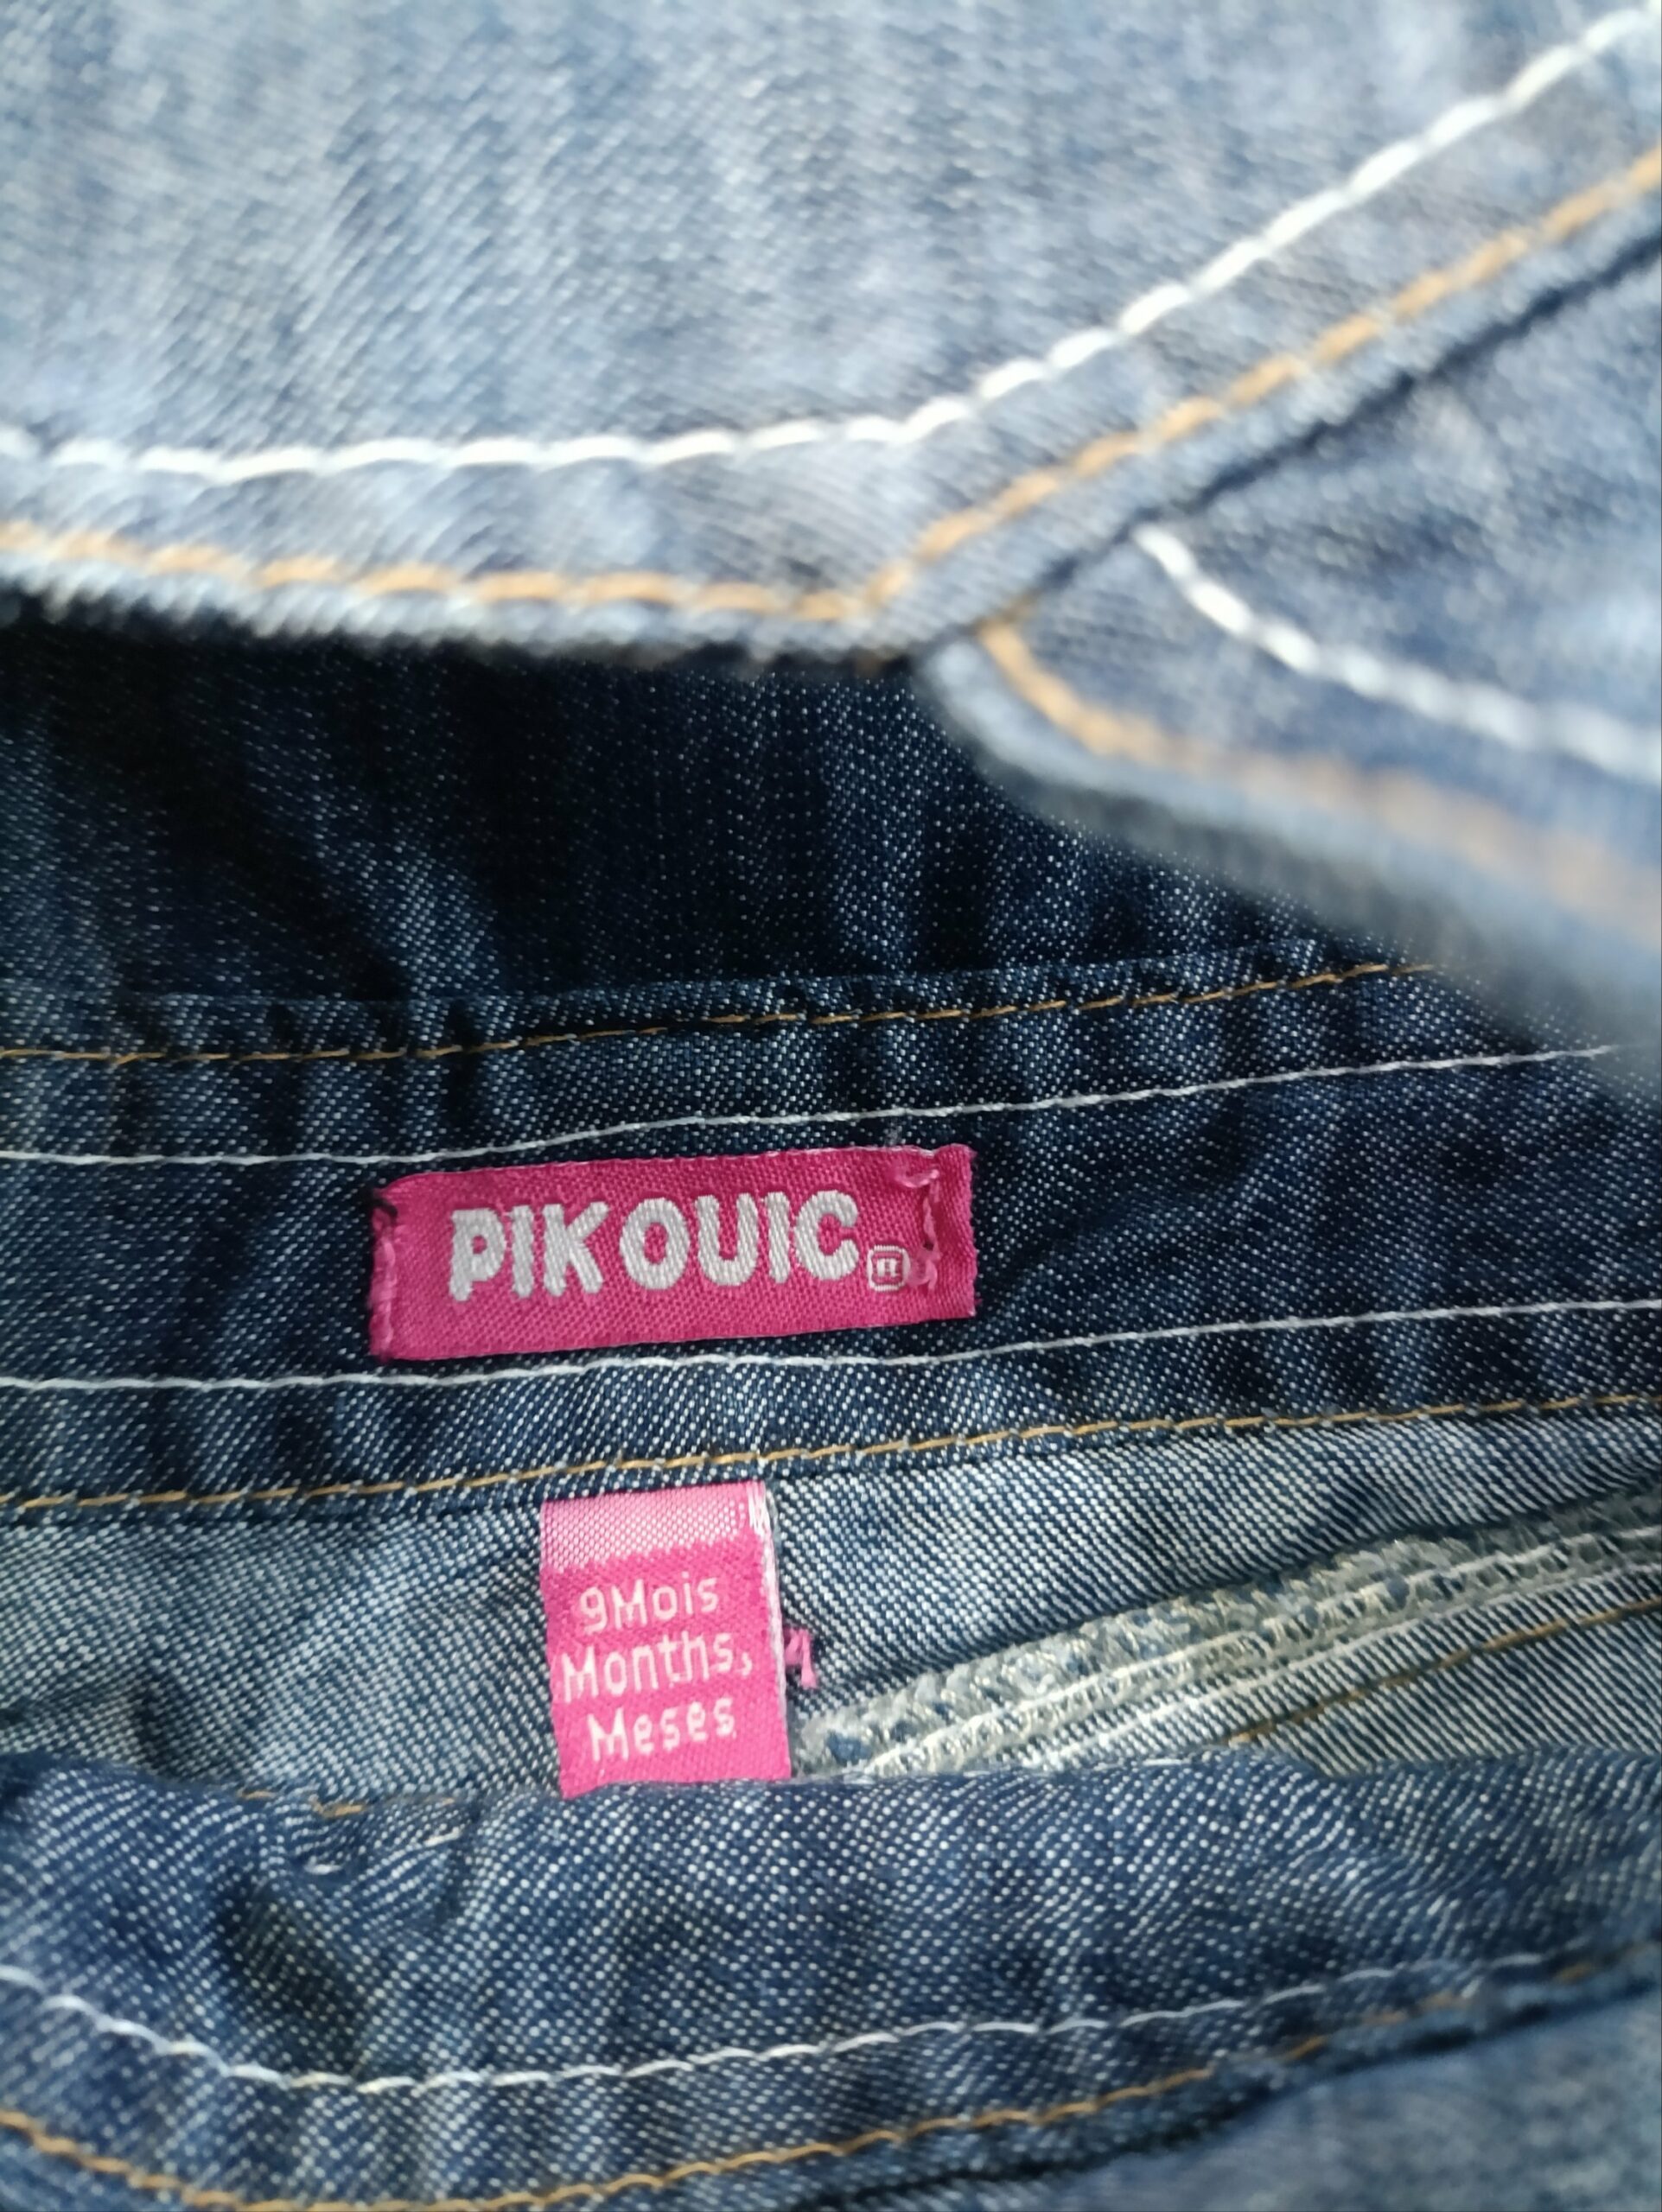 PIKOUIC®
9Mois
Months,
Meses